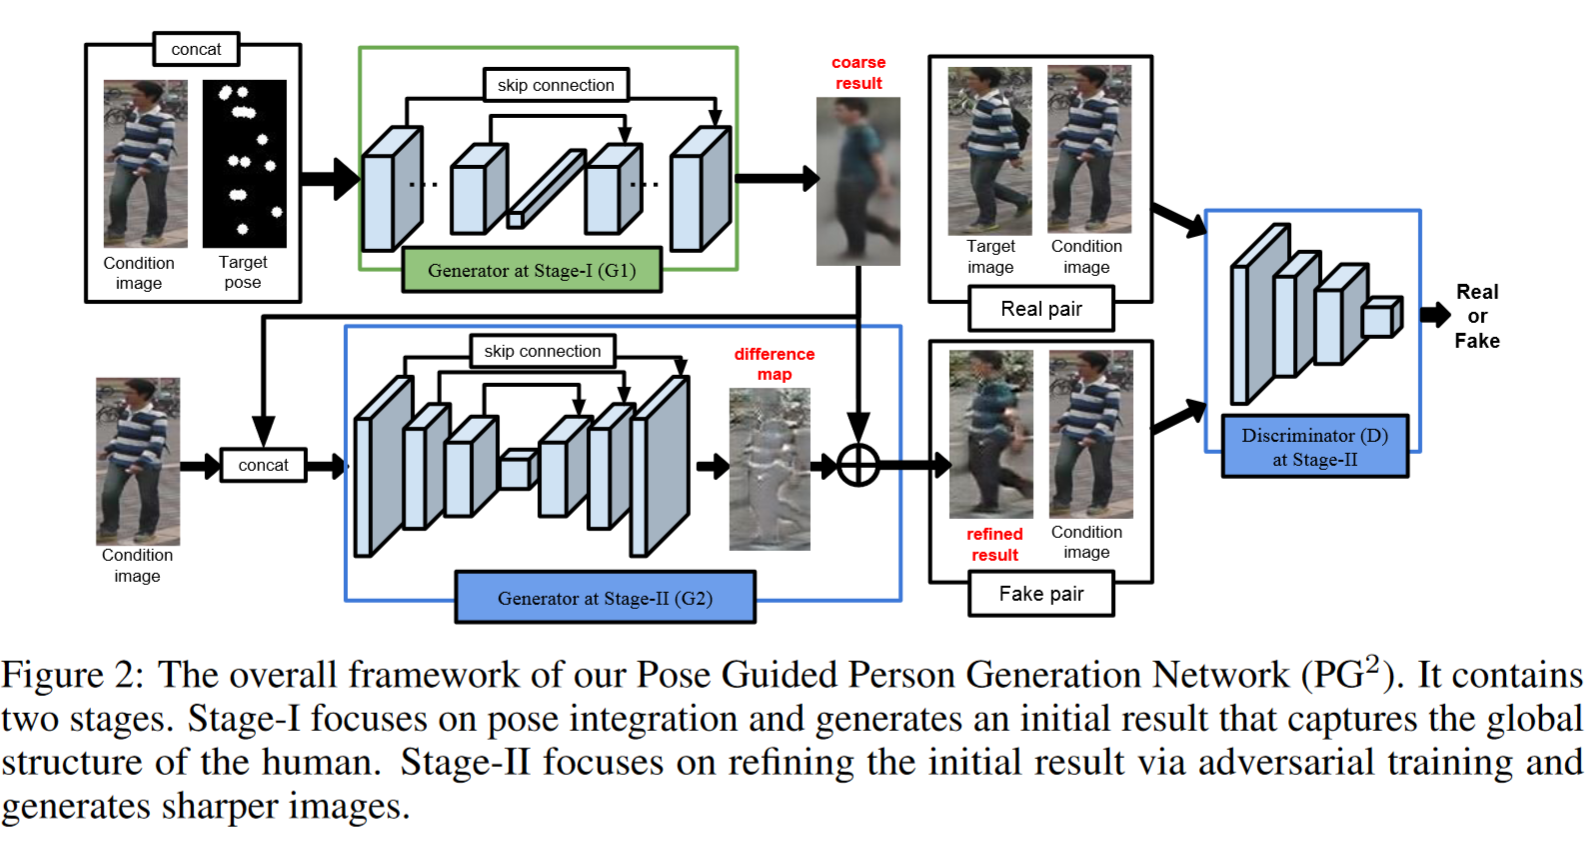 concat
Condition
image
Target
pose
skip connection
Generator at Stage-I (G1)
coarse
result
Target
image
Condition
image
Real pair
Condition
image
concat
skip connection
difference
map
Generator at Stage-II (G2)
refined
result
Condition
image
Fake pair
Discriminator (D)
at Stage-II
Real
or
Fake
Figure 2: The overall framework of our Pose Guided Person Generation Network (PG²). It contains
two stages. Stage-I focuses on pose integration and generates an initial result that captures the global
structure of the human. Stage-II focuses on refining the initial result via adversarial training and
generates sharper images.